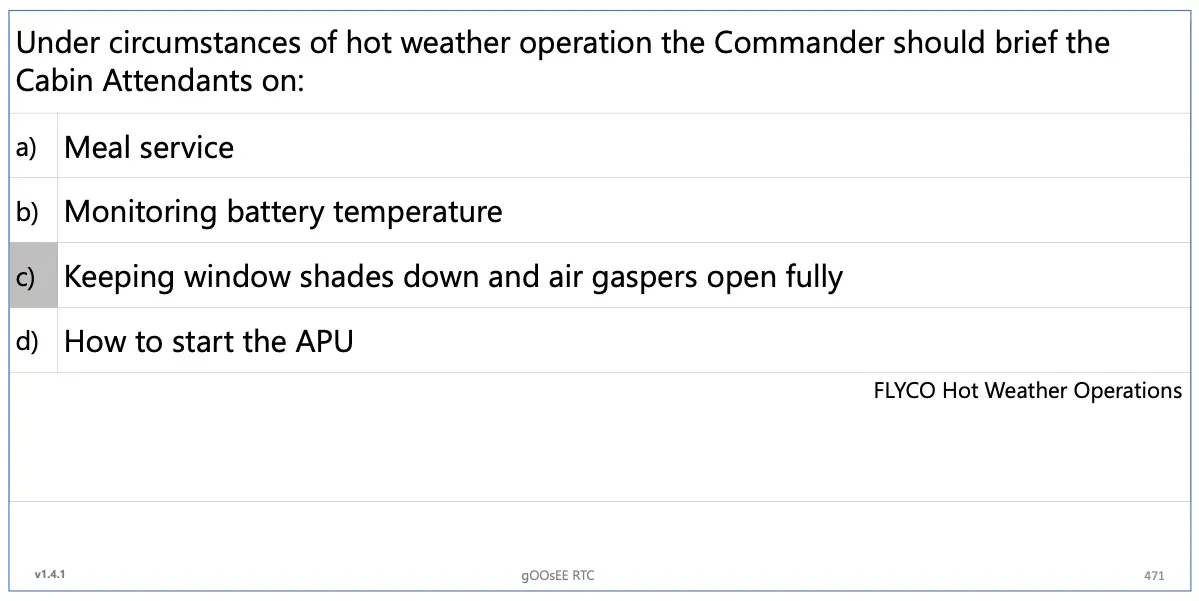 Under circumstances of hot weather operation the Commander should brief the
Cabin Attendants on:
a) Meal service
b) Monitoring battery temperature
c) Keeping window shades down and air gaspers open fully
d) How to start the APU
FLYCO Hot Weather Operations
v1.4.1 gOOsEE RTC 471